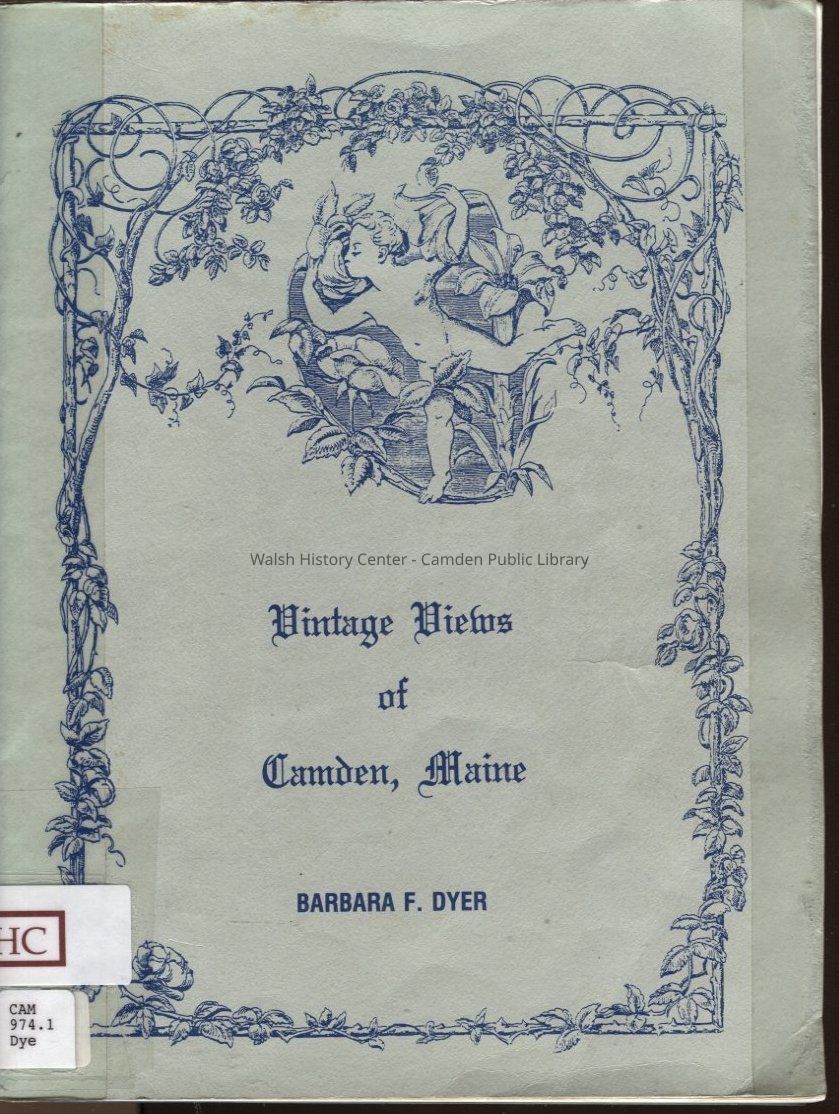 Walsh History Center - Camden Public Library
Vintage Views
of
Camden, Maine
BARBARA F. DYER
HC
CAM
974.1
Dye